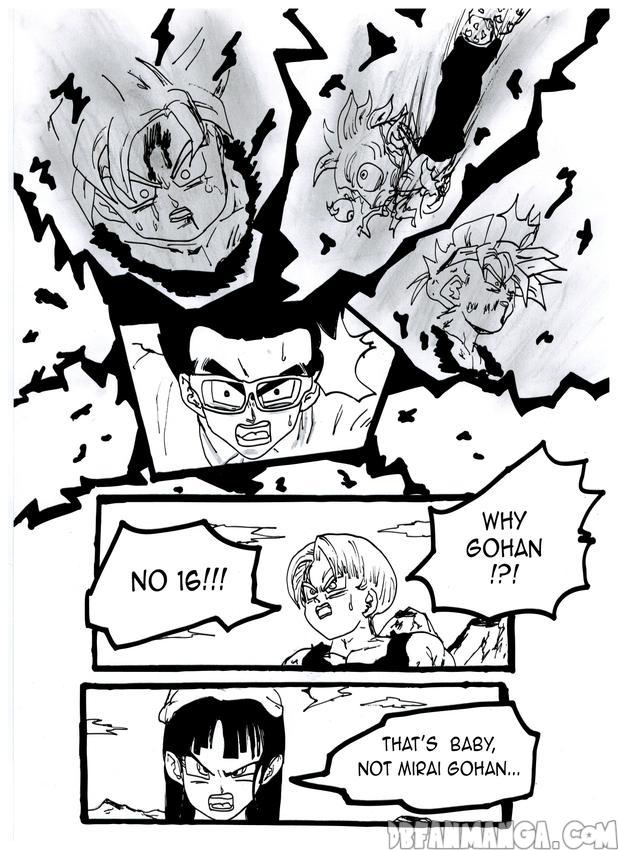 WHY
GOHAN
!?!
NO 16!!!
THAT'S BABY,
NOT MIRAI GOHAN...
DBFANMANGA.COM